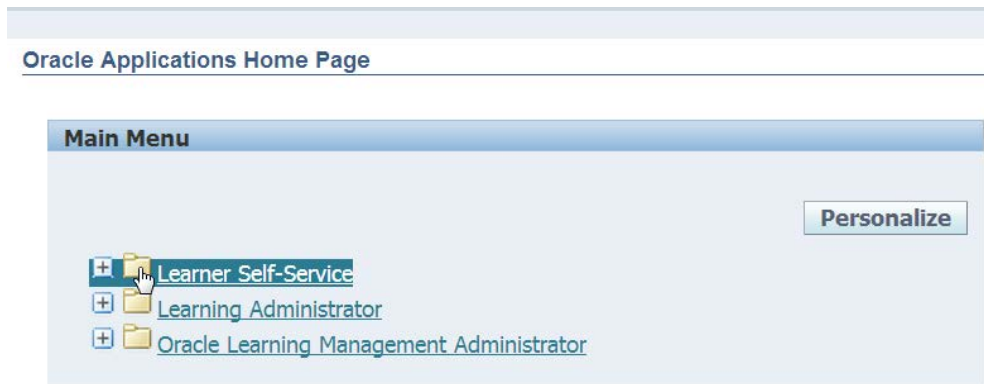 Oracle Applications Home Page
Main Menu
Personalize
Learner Self-Service
Learning Administrator
Oracle Learning Management Administrator